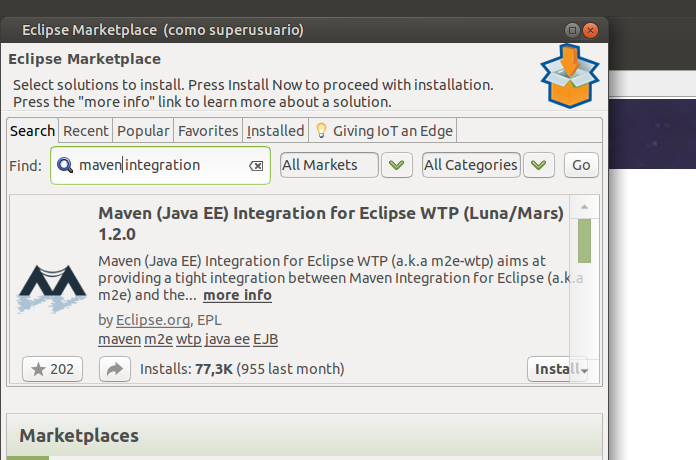 Eclipse Marketplace (como superusuario)
Eclipse Marketplace
Select solutions to install. Press Install Now to proceed with installation.
Press the "more info" link to learn more about a solution.
Search Recent Popular Favorites Installed Giving IoT an Edge
Find: maven integration All Markets All Categories Go
Maven (Java EE) Integration for Eclipse WTP (Luna/Mars)
1.2.0
Maven (Java EE) Integration for Eclipse WTP (a.k.a m2e-wtp) aims at
providing a tight integration between Maven Integration for Eclipse (a.k.a
m2e) and the... more info
by Eclipse.org, EPL
maven m2e wtp java ee EJB
202 Installs: 77,3K (955 last month) Install
Marketplaces